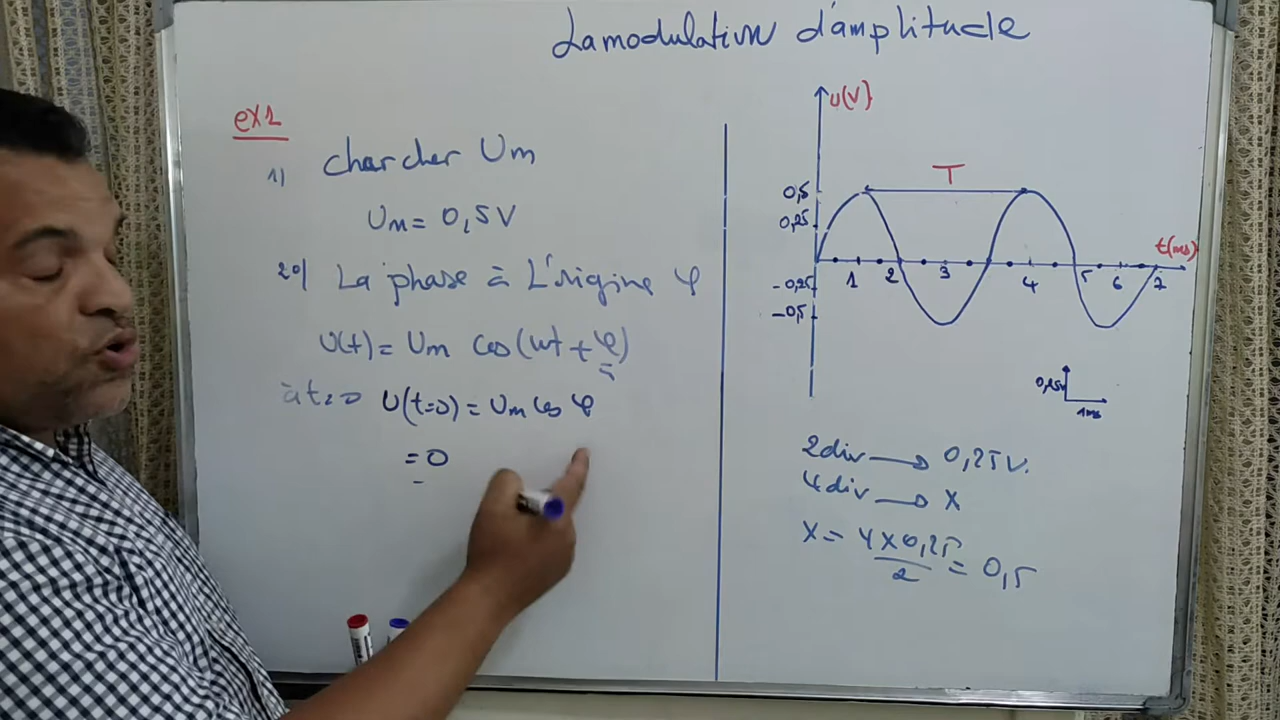 La modulation d'amplitude
ex1
1) charcher Um
Um = 0,5V
2°) La phase à L'origine φ
U(t) = Um cos(wt + φ)
à t=0 U(t=0) = Um cos φ
= 0
U(V)
T
0,5
0,25
t(ms)
1 2 3 4 5 6 7
-0,25
-0,5
0,25v
1ms
2div → 0,25V.
4div → X
X = 4 x 0,25 / 2 = 0,5